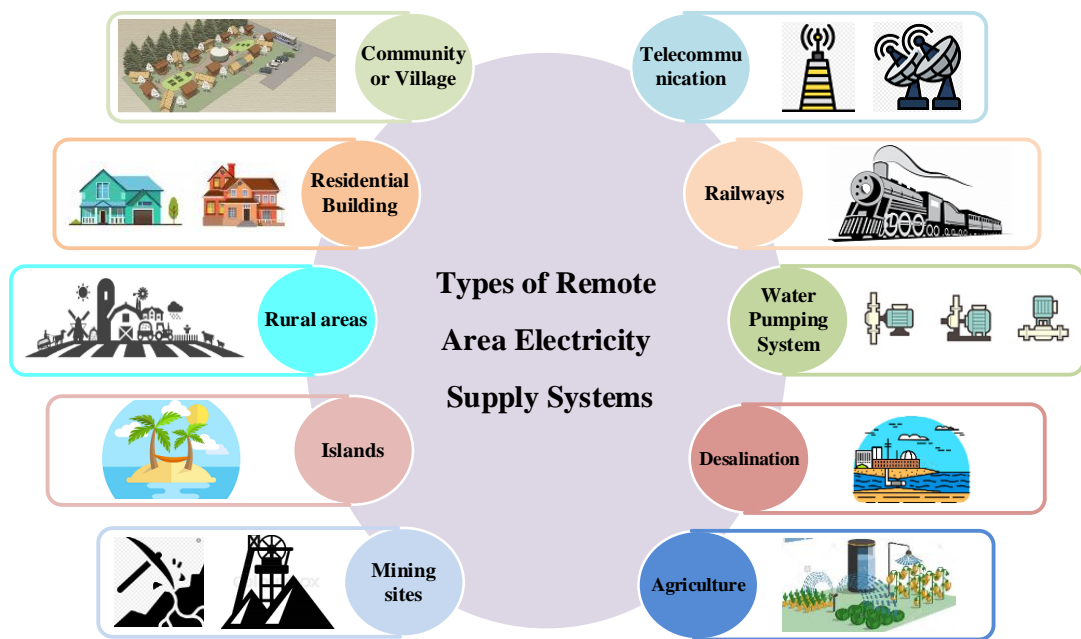 Community
or Village
Telecommu
nication
Residential
Building
Railways
Types of Remote
Area Electricity
Supply Systems
Rural areas
Water
Pumping
System
Islands
Desalination
Mining
sites
Agriculture